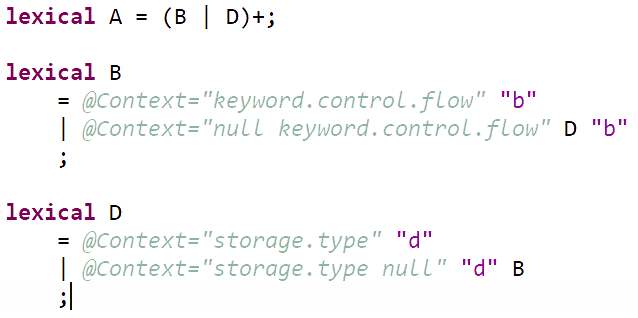 lexical A = (B | D)+;
lexical B
= @Context="keyword.control.flow" "b"
| @Context="null keyword.control.flow" D "b"
;
lexical D
= @Context="storage.type" "d"
| @Context="storage.type null" "d" B
;